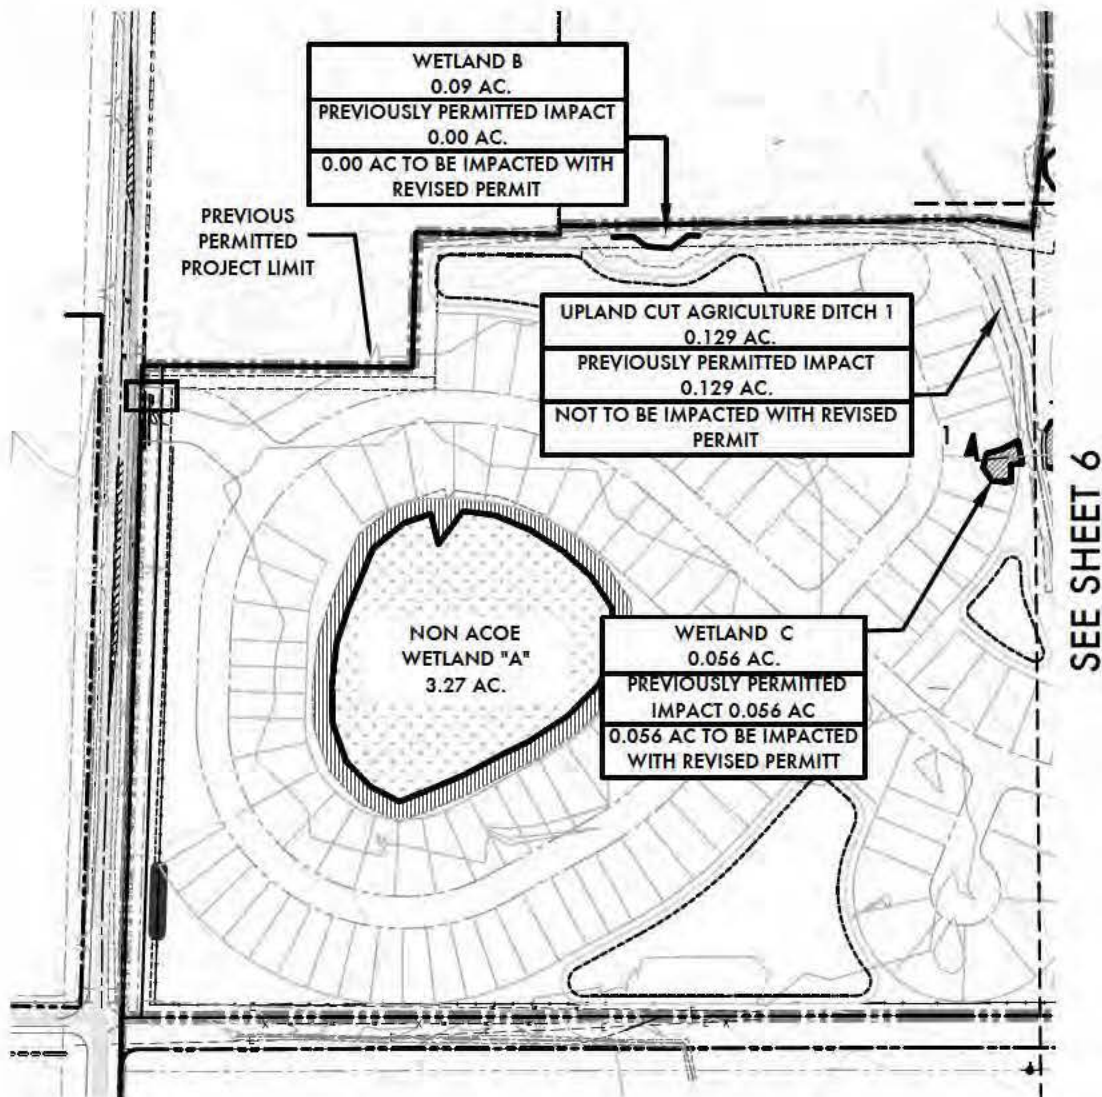 WETLAND B
0.09 AC.
PREVIOUSLY PERMITTED IMPACT
0.00 AC.
0.00 AC TO BE IMPACTED WITH
REVISED PERMIT
PREVIOUS
PERMITTED
PROJECT LIMIT
UPLAND CUT AGRICULTURE DITCH 1
0.129 AC.
PREVIOUSLY PERMITTED IMPACT
0.129 AC.
NOT TO BE IMPACTED WITH REVISED
PERMIT
1
SEE SHEET 6
NON ACOE
WETLAND "A"
3.27 AC.
WETLAND C
0.056 AC.
PREVIOUSLY PERMITTED
IMPACT 0.056 AC
0.056 AC TO BE IMPACTED
WITH REVISED PERMITT